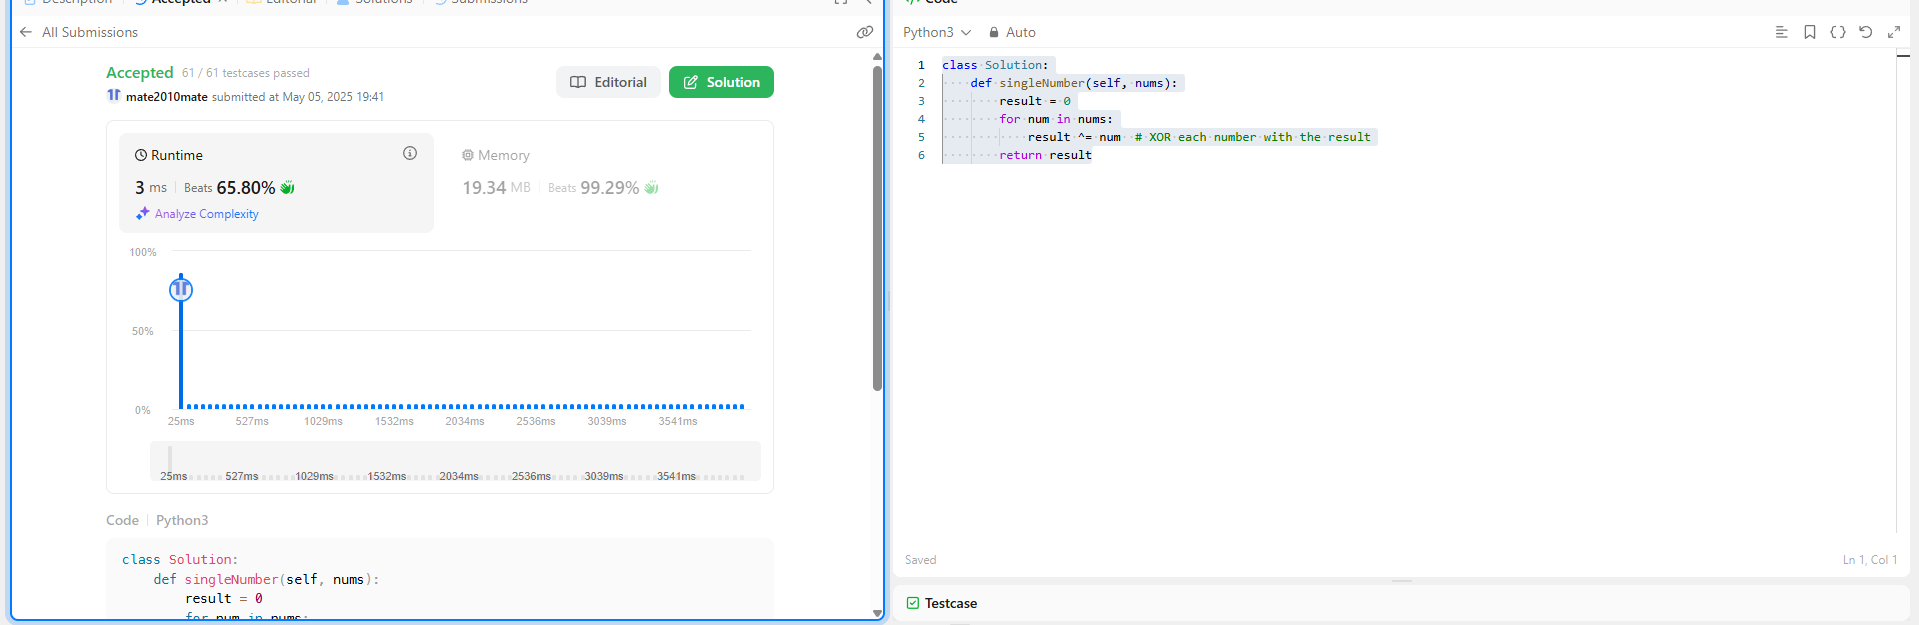 Description
Accepted
Editorial
Solutions
Submissions
All Submissions
Accepted 61 / 61 testcases passed
mate2010mate submitted at May 05, 2025 19:41
Editorial
Solution
Runtime
3 ms | Beats 65.80%
Analyze Complexity
Memory
19.34 MB | Beats 99.29%
100%
50%
0%
25ms 527ms 1029ms 1532ms 2034ms 2536ms 3039ms 3541ms
25ms 527ms 1029ms 1532ms 2034ms 2536ms 3039ms 3541ms
Code | Python3
class Solution:
    def singleNumber(self, nums):
        result = 0
        for num in nums:
Code
Python3 Auto
1 class Solution:
2     def singleNumber(self, nums):
3         result = 0
4         for num in nums:
5             result ^= num  # XOR each number with the result
6         return result
Saved
Ln 1, Col 1
Testcase